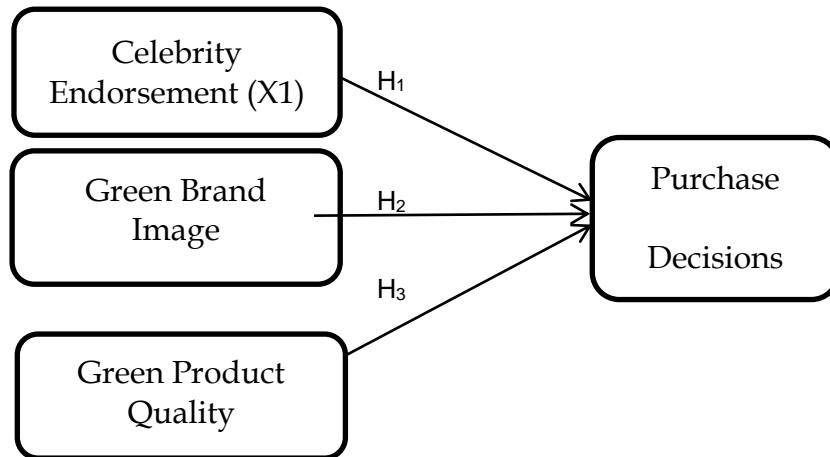 Celebrity
Endorsement (X1)
H₁
Green Brand
Image
H₂
Purchase
Decisions
H₃
Green Product
Quality